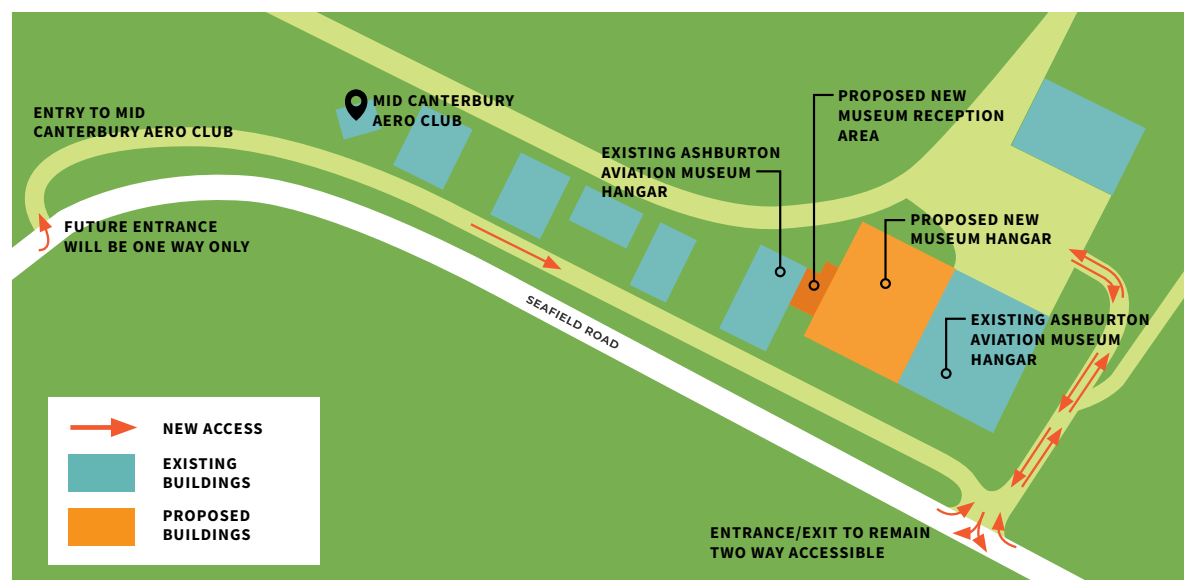 ENTRY TO MID
CANTERBURY AERO CLUB
MID CANTERBURY
AERO CLUB
PROPOSED NEW
MUSEUM RECEPTION
AREA
EXISTING ASHBURTON
AVIATION MUSEUM
HANGAR
FUTURE ENTRANCE
WILL BE ONE WAY ONLY
PROPOSED NEW
MUSEUM HANGAR
SEAFIELD ROAD
EXISTING ASHBURTON
AVIATION MUSEUM
HANGAR
NEW ACCESS
EXISTING
BUILDINGS
PROPOSED
BUILDINGS
ENTRANCE/EXIT TO REMAIN
TWO WAY ACCESSIBLE